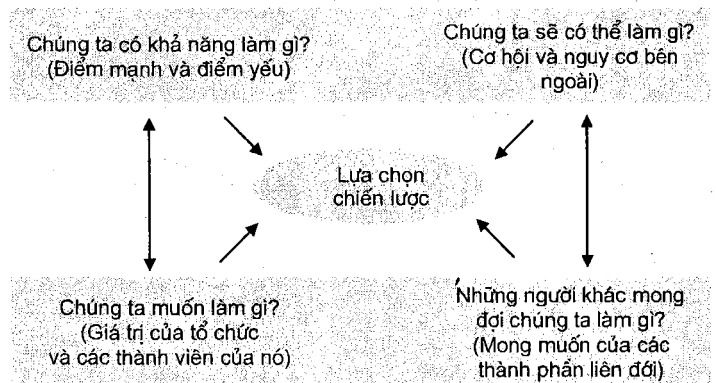 Chúng ta có khả năng làm gì?
(Điểm mạnh và điểm yếu)
Chúng ta sẽ có thể làm gì?
(Cơ hội và nguy cơ bên
ngoài)
Lựa chọn
chiến lược
Chúng ta muốn làm gì?
(Giá trị của tổ chức
và các thành viên của nó)
Những người khác mong
đợi chúng ta làm gì?
(Mong muốn của các
thành phần liên đới)